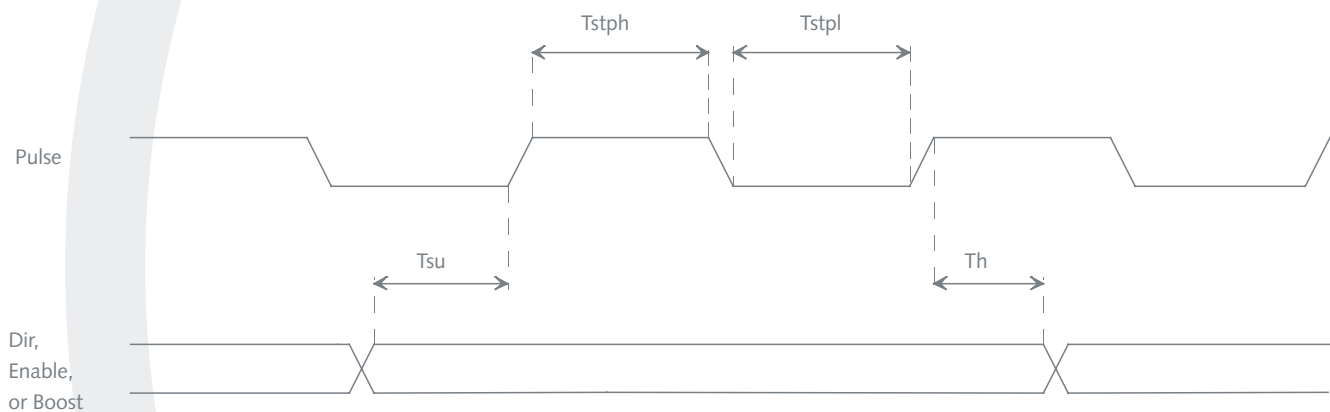 Tstph
Tstpl
Pulse
Tsu
Th
Dir,
Enable,
or Boost